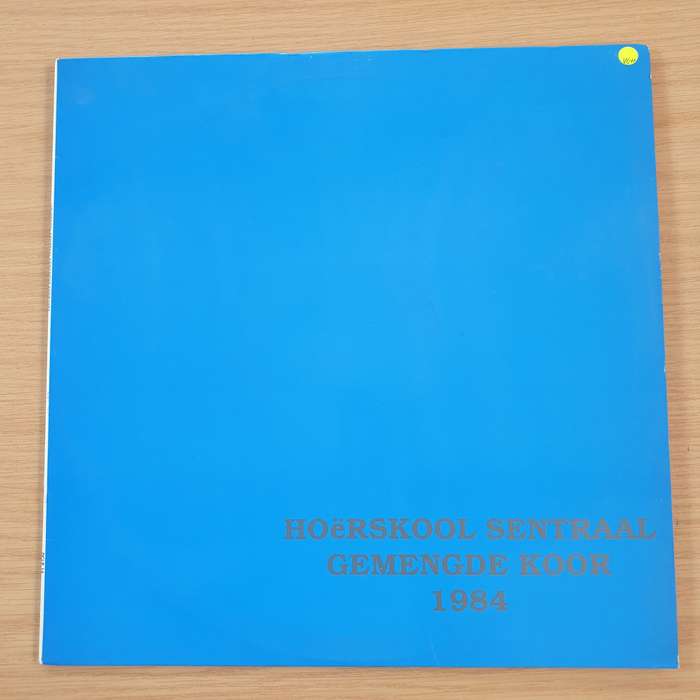 HOëRSKOOL SENTRAAL
GEMENGDE KOOR
1984